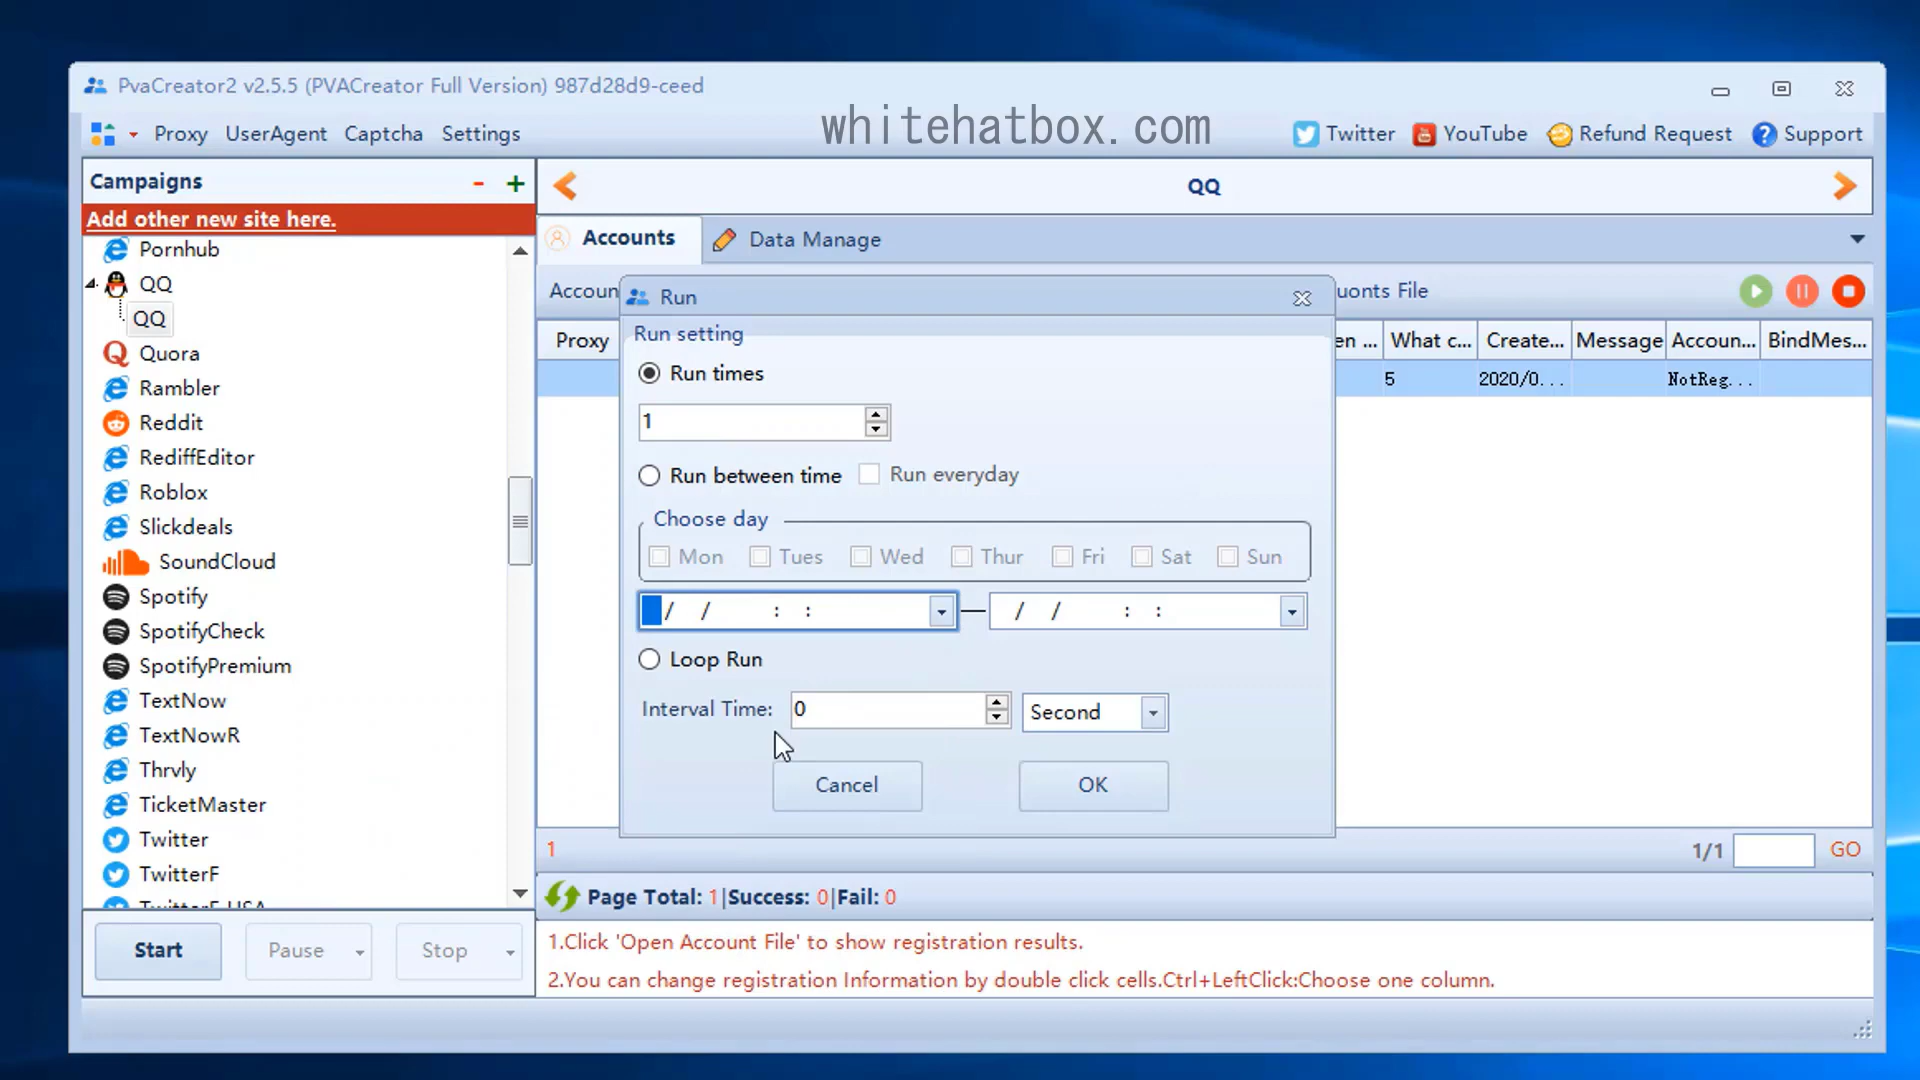 PvaCreator2 v2.5.5 (PVACreator Full Version) 987d28d9-ceed
whitehatbox.com
Proxy UserAgent Captcha Settings
Twitter YouTube Refund Request Support
Campaigns - +
Add other new site here.
Pornhub
QQ
QQ
Quora
Rambler
Reddit
RediffEditor
Roblox
Slickdeals
SoundCloud
Spotify
SpotifyCheck
SpotifyPremium
TextNow
TextNowR
Thrvly
TicketMaster
Twitter
TwitterF
TwitterF USA
Start Pause Stop
QQ
Accounts Data Manage
Accoun
uonts File
Proxy
en ... What c... Create... Message Accoun... BindMes...
5 2020/0... NotReg...
Run
Run setting
Run times
1
Run between time Run everyday
Choose day
Mon Tues Wed Thur Fri Sat Sun
/ / : : — / / : :
Loop Run
Interval Time: 0 Second
Cancel OK
1
1/1 GO
Page Total: 1|Success: 0|Fail: 0
1.Click 'Open Account File' to show registration results.
2.You can change registration Information by double click cells.Ctrl+LeftClick:Choose one column.